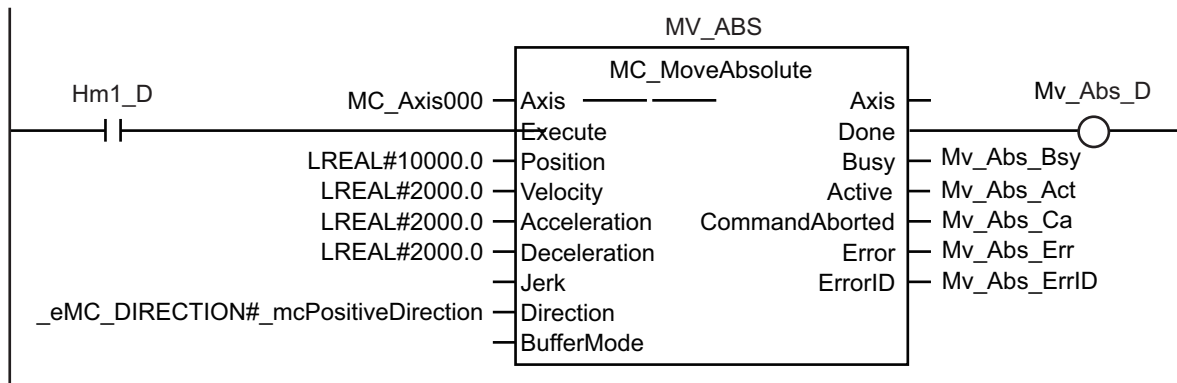 MV_ABS
MC_MoveAbsolute
Hm1_D
Mv_Abs_D
MC_Axis000 Axis Axis
Execute Done
LREAL#10000.0 Position Busy Mv_Abs_Bsy
LREAL#2000.0 Velocity Active Mv_Abs_Act
LREAL#2000.0 Acceleration CommandAborted Mv_Abs_Ca
LREAL#2000.0 Deceleration Error Mv_Abs_Err
Jerk ErrorID Mv_Abs_ErrID
_eMC_DIRECTION#_mcPositiveDirection Direction
BufferMode